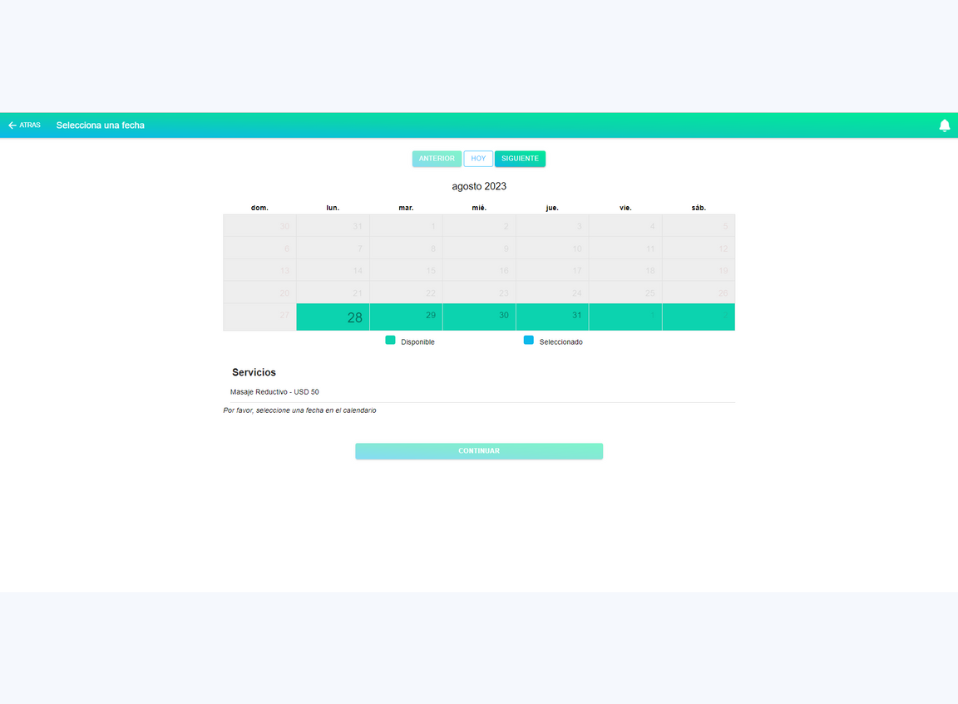 ATRAS Selecciona una fecha
ANTERIOR HOY SIGUIENTE
agosto 2023
dom. lun. mar. mié. jue. vie. sáb.
30 31 1 2 3 4 5
6 7 8 9 10 11 12
13 14 15 16 17 18 19
20 21 22 23 24 25 26
27 28 29 30 31 1 2
Disponible Seleccionado
Servicios
Masaje Reductivo - USD 50
Por favor, seleccione una fecha en el calendario
CONTINUAR